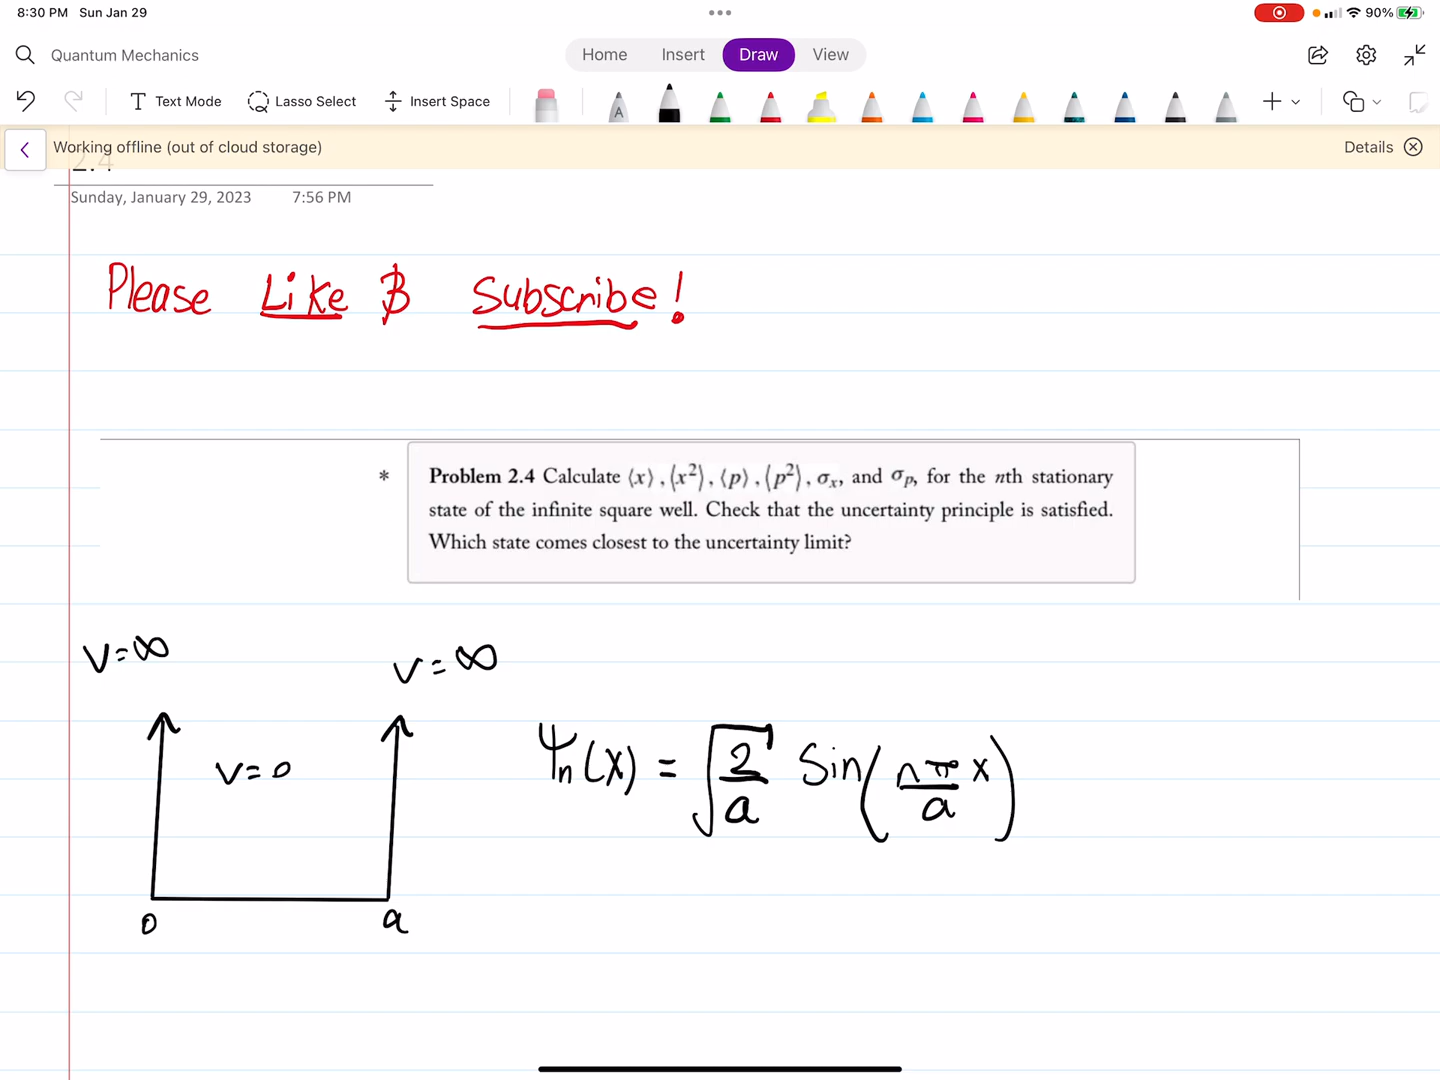 8:30 PM Sun Jan 29
90%
Quantum Mechanics
Home Insert Draw View
Text Mode Lasso Select Insert Space
Working offline (out of cloud storage) Details
2.4
Sunday, January 29, 2023 7:56 PM
Please Like & Subscribe!
* Problem 2.4 Calculate ⟨x⟩, ⟨x²⟩, ⟨p⟩, ⟨p²⟩, σₓ, and σₚ, for the nth stationary
state of the infinite square well. Check that the uncertainty principle is satisfied.
Which state comes closest to the uncertainty limit?
V=∞ V=∞
V=0
0 a
Ψn(x) = √(2/a) Sin(nπ/a x)